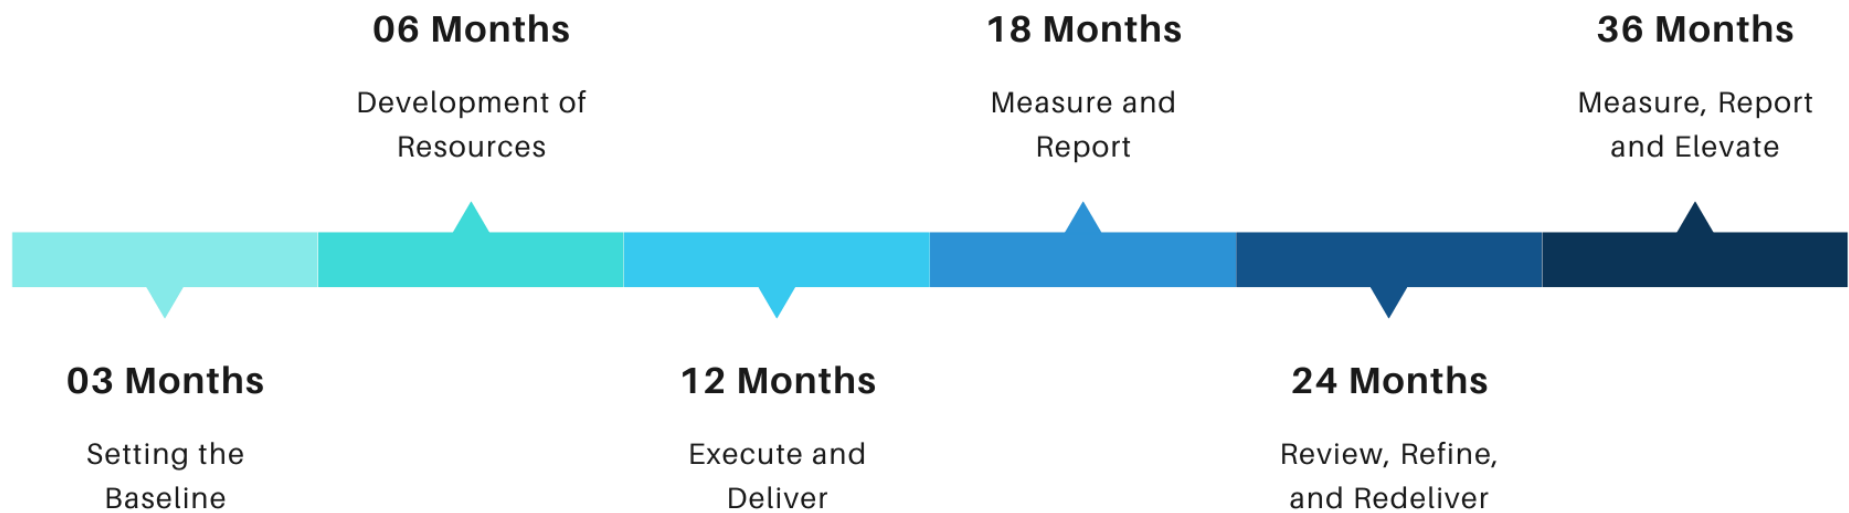 06 Months
Development of
Resources
18 Months
Measure and
Report
36 Months
Measure, Report
and Elevate
03 Months
Setting the
Baseline
12 Months
Execute and
Deliver
24 Months
Review, Refine,
and Redeliver